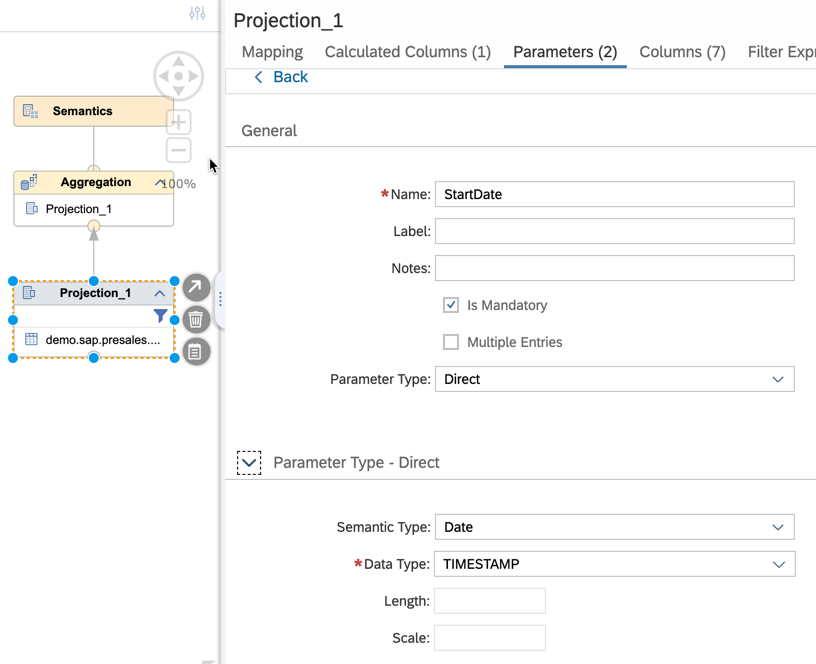 Projection_1
Mapping Calculated Columns (1) Parameters (2) Columns (7) Filter Exp
Back
Semantics
Aggregation
100%
Projection_1
Projection_1
demo.sap.presales....
General
*Name: StartDate
Label:
Notes:
Is Mandatory
Multiple Entries
Parameter Type: Direct
Parameter Type - Direct
Semantic Type: Date
*Data Type: TIMESTAMP
Length:
Scale: